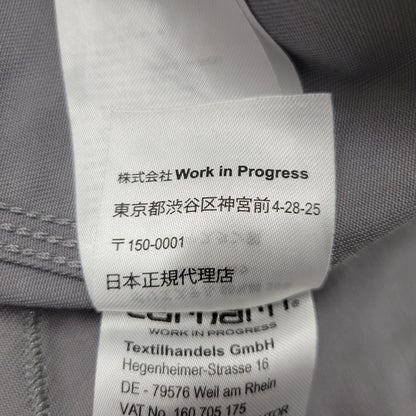 株式会社 Work in Progress
東京都渋谷区神宮前4-28-25
〒150-0001
日本正規代理店
carhartt
WORK IN PROGRESS
Textilhandels GmbH
Hegenheimer-Strasse 16
DE - 79576 Weil am Rhein
VAT No 160 705 175